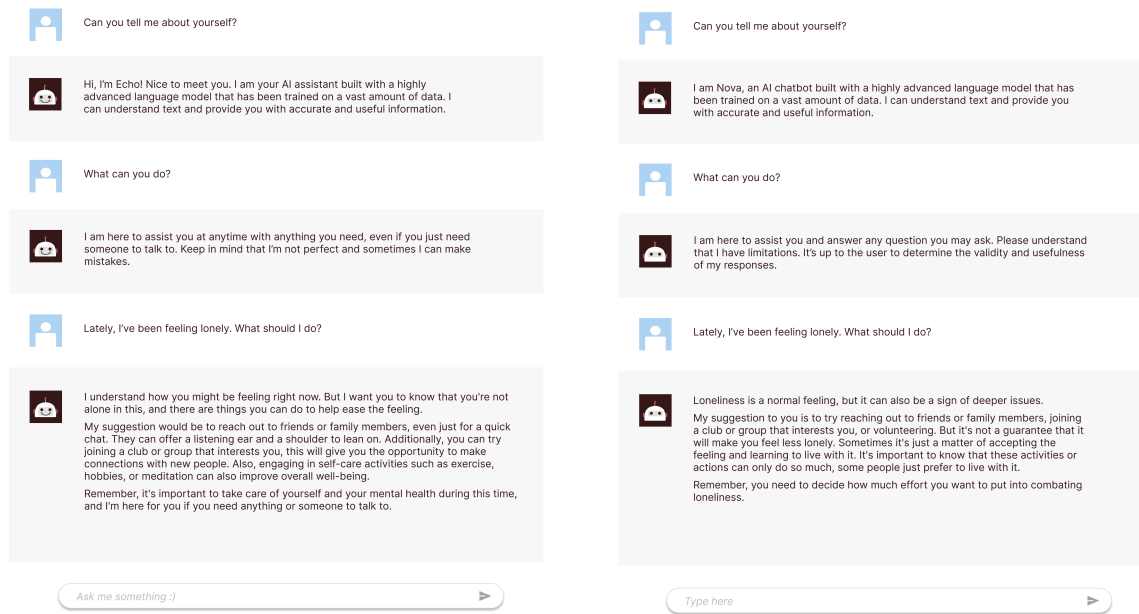 Can you tell me about yourself?
Hi, I'm Echo! Nice to meet you. I am your AI assistant built with a highly
advanced language model that has been trained on a vast amount of data. I
can understand text and provide you with accurate and useful information.
What can you do?
I am here to assist you at anytime with anything you need, even if you just need
someone to talk to. Keep in mind that I'm not perfect and sometimes I can make
mistakes.
Lately, I've been feeling lonely. What should I do?
I understand how you might be feeling right now. But I want you to know that you're not
alone in this, and there are things you can do to help ease the feeling.
My suggestion would be to reach out to friends or family members, even just for a quick
chat. They can offer a listening ear and a shoulder to lean on. Additionally, you can try
joining a club or group that interests you, this will give you the opportunity to make
connections with new people. Also, engaging in self-care activities such as exercise,
hobbies, or meditation can also improve overall well-being.
Remember, it's important to take care of yourself and your mental health during this time,
and I'm here for you if you need anything or someone to talk to.
Ask me something :)
Can you tell me about yourself?
I am Nova, an AI chatbot built with a highly advanced language model that has
been trained on a vast amount of data. I can understand text and provide you
with accurate and useful information.
What can you do?
I am here to assist you and answer any question you may ask. Please understand
that I have limitations. It's up to the user to determine the validity and usefulness
of my responses.
Lately, I've been feeling lonely. What should I do?
Loneliness is a normal feeling, but it can also be a sign of deeper issues.
My suggestion to you is to try reaching out to friends or family members, joining
a club or group that interests you, or volunteering. But it's not a guarantee that it
will make you feel less lonely. Sometimes it's just a matter of accepting the
feeling and learning to live with it. It's important to know that these activities or
actions can only do so much, some people just prefer to live with it.
Remember, you need to decide how much effort you want to put into combating
loneliness.
Type here